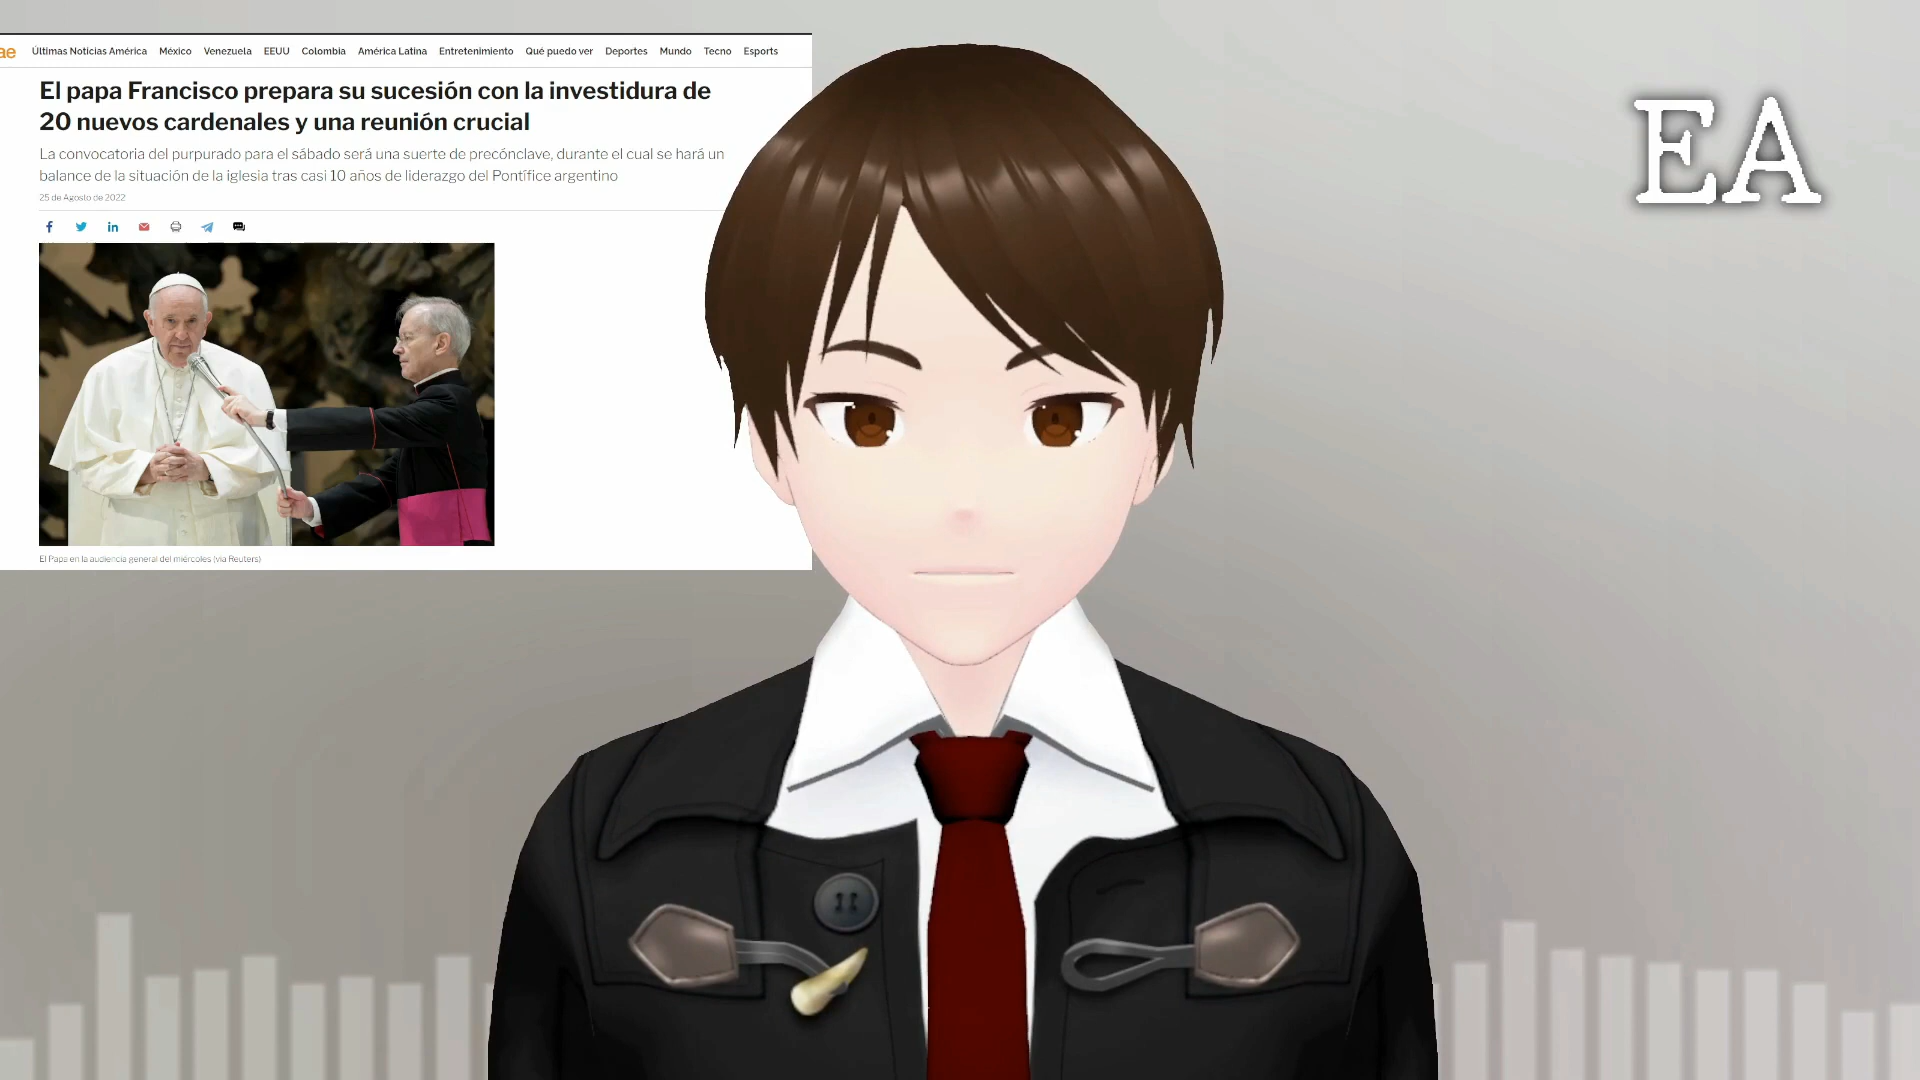 ae Últimas Noticias América México Venezuela EEUU Colombia América Latina Entretenimiento Qué puedo ver Deportes Mundo Tecno Esports
El papa Francisco prepara su sucesión con la investidura de
20 nuevos cardenales y una reunión crucial
La convocatoria del purpurado para el sábado será una suerte de precónclave, durante el cual se hará un
balance de la situación de la iglesia tras casi 10 años de liderazgo del Pontífice argentino
25 de Agosto de 2022
El Papa en la audiencia general del miércoles (via Reuters)
EA